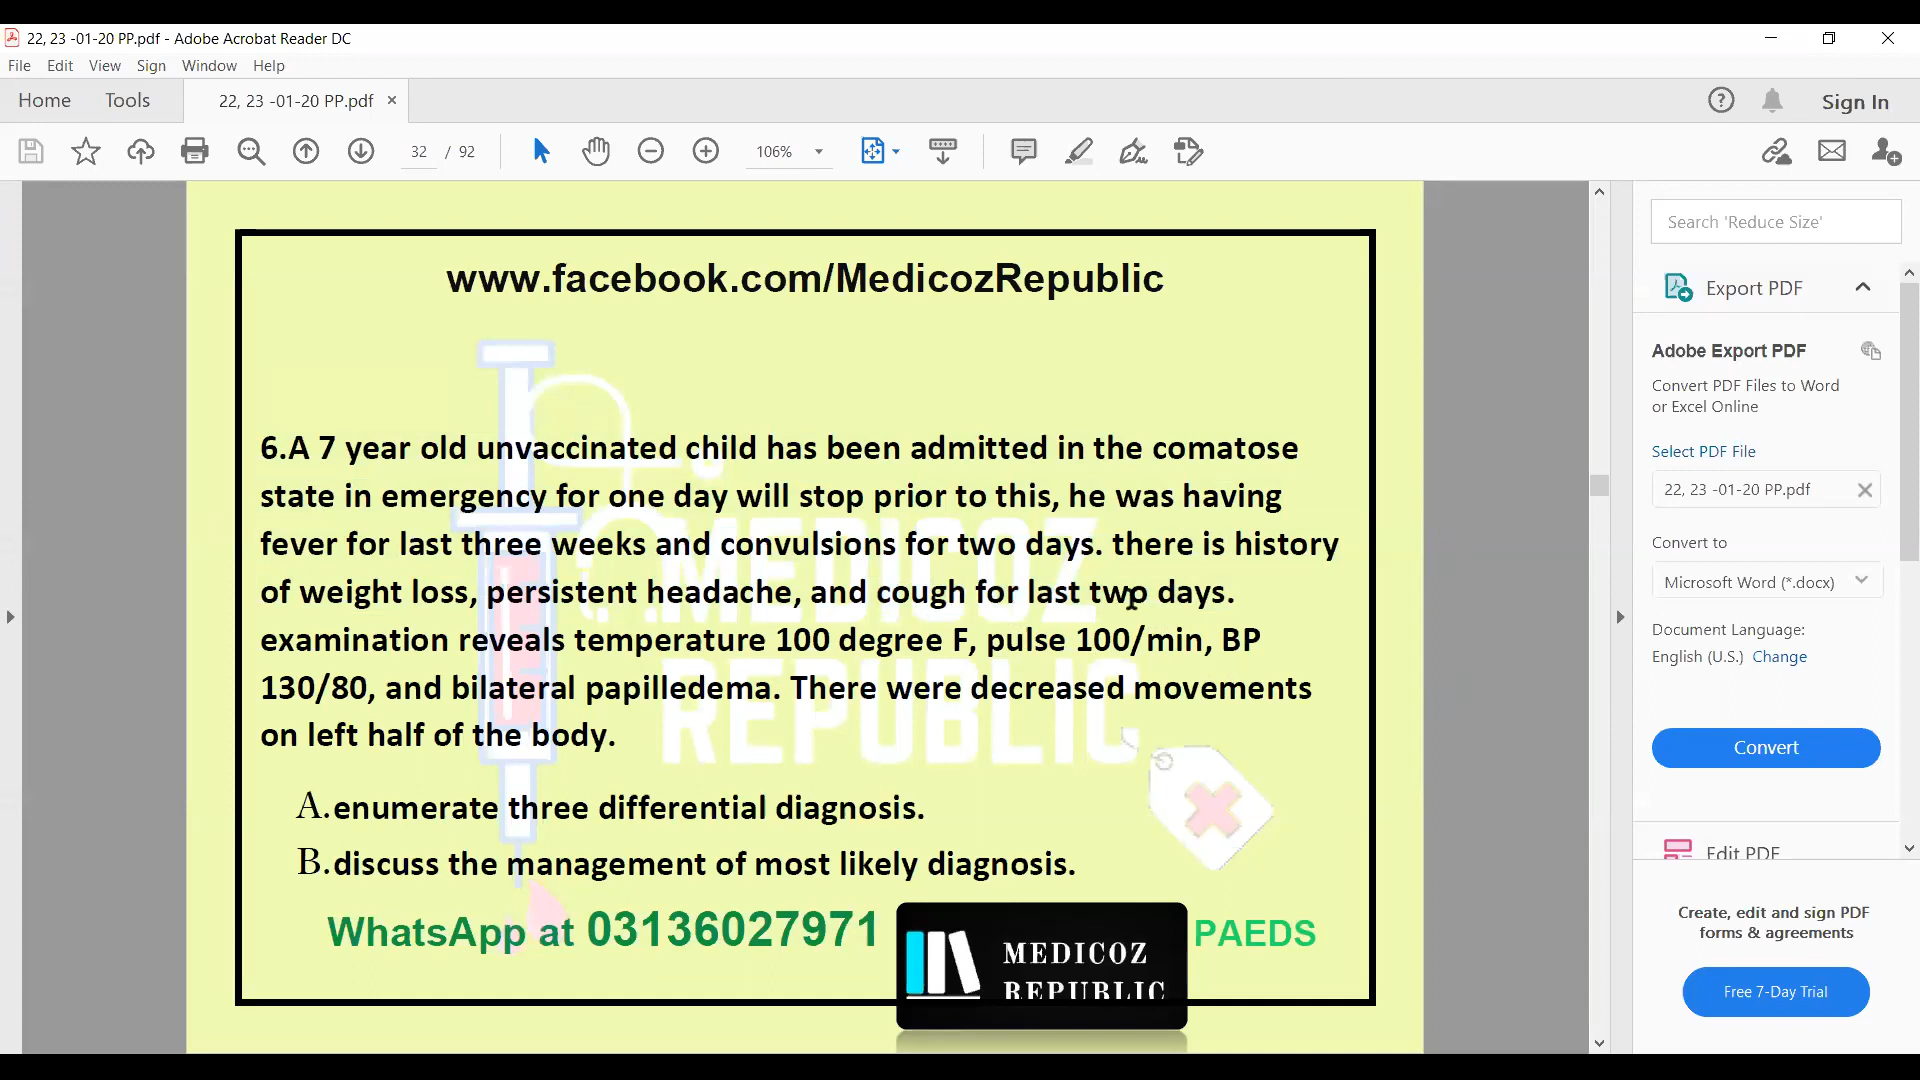 22, 23 -01-20 PP.pdf - Adobe Acrobat Reader DC
File Edit View Sign Window Help
Home Tools 22, 23 -01-20 PP.pdf × Sign In
32 / 92 106%
www.facebook.com/MedicozRepublic
6.A 7 year old unvaccinated child has been admitted in the comatose
state in emergency for one day will stop prior to this, he was having
fever for last three weeks and convulsions for two days. there is history
of weight loss, persistent headache, and cough for last two days.
examination reveals temperature 100 degree F, pulse 100/min, BP
130/80, and bilateral papilledema. There were decreased movements
on left half of the body.
A.enumerate three differential diagnosis.
B.discuss the management of most likely diagnosis.
WhatsApp at 03136027971
MEDICOZ
REPUBLIC
PAEDS
MEDICOZ
REPUBLIC
Search 'Reduce Size'
Export PDF
Adobe Export PDF
Convert PDF Files to Word
or Excel Online
Select PDF File
22, 23 -01-20 PP.pdf
Convert to
Microsoft Word (*.docx)
Document Language:
English (U.S.) Change
Convert
Edit PDF
Create, edit and sign PDF
forms & agreements
Free 7-Day Trial